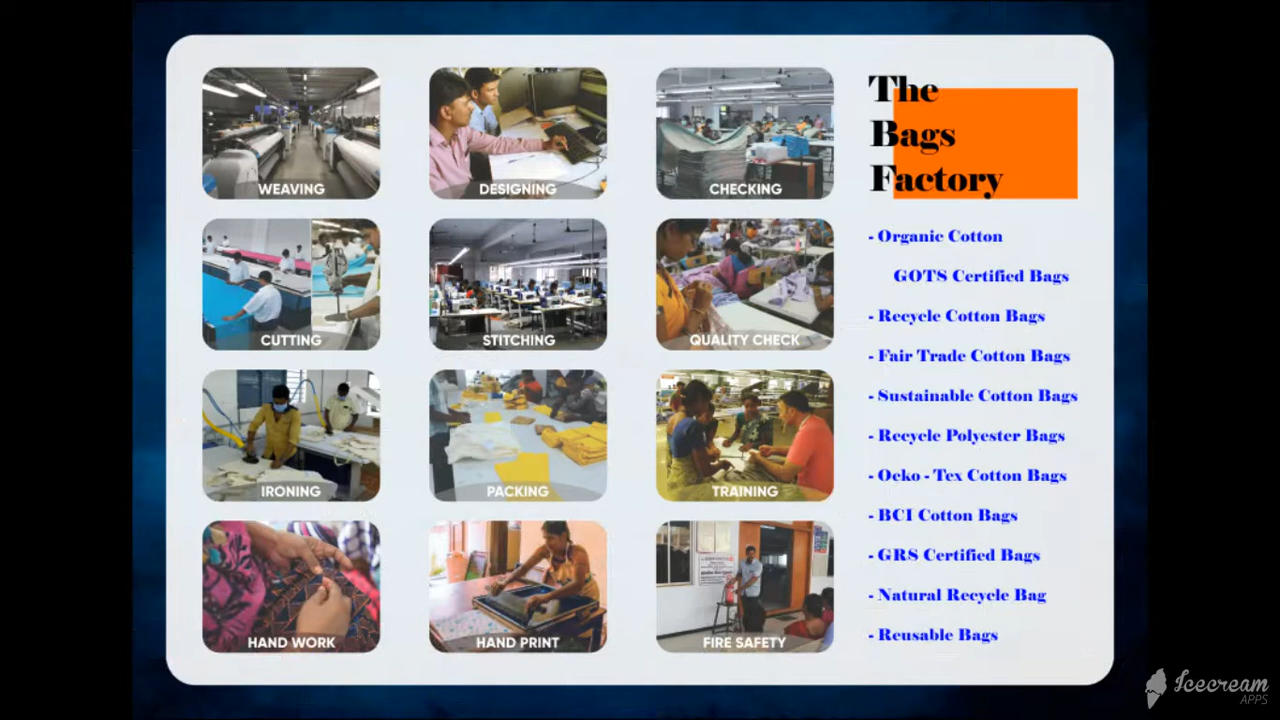 WEAVING
DESIGNING
CHECKING
CUTTING
STITCHING
QUALITY CHECK
IRONING
PACKING
TRAINING
HAND WORK
HAND PRINT
FIRE SAFETY
The
Bags
Factory
- Organic Cotton
GOTS Certified Bags
- Recycle Cotton Bags
- Fair Trade Cotton Bags
- Sustainable Cotton Bags
- Recycle Polyester Bags
- Oeko - Tex Cotton Bags
- BCI Cotton Bags
- GRS Certified Bags
- Natural Recycle Bag
- Reusable Bags
Icecream
APPS